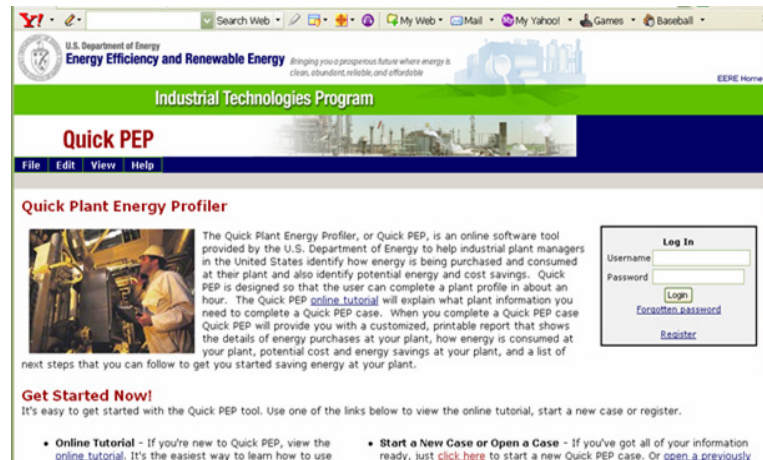 Y! Search Web My Web Mail My Yahoo! Games Baseball
U.S. Department of Energy
Energy Efficiency and Renewable Energy
Bringing you a prosperous future where energy is
clean, abundant, reliable, and affordable
EERE Home
Industrial Technologies Program
Quick PEP
File Edit View Help
Quick Plant Energy Profiler
The Quick Plant Energy Profiler, or Quick PEP, is an online software tool
provided by the U.S. Department of Energy to help industrial plant managers
in the United States identify how energy is being purchased and consumed
at their plant and also identify potential energy and cost savings. Quick
PEP is designed so that the user can complete a plant profile in about an
hour. The Quick PEP online tutorial will explain what plant information you
need to complete a Quick PEP case. When you complete a Quick PEP case
Quick PEP will provide you with a customized, printable report that shows
the details of energy purchases at your plant, how energy is consumed at
your plant, potential cost and energy savings at your plant, and a list of
next steps that you can follow to get you started saving energy at your plant.
Log In
Username
Password
Login
Forgotten password
Register
Get Started Now!
It's easy to get started with the Quick PEP tool. Use one of the links below to view the online tutorial, start a new case or register.
• Online Tutorial - If you're new to Quick PEP, view the
online tutorial. It's the easiest way to learn how to use
• Start a New Case or Open a Case - If you've got all of your information
ready, just click here to start a new Quick PEP case. Or open a previously